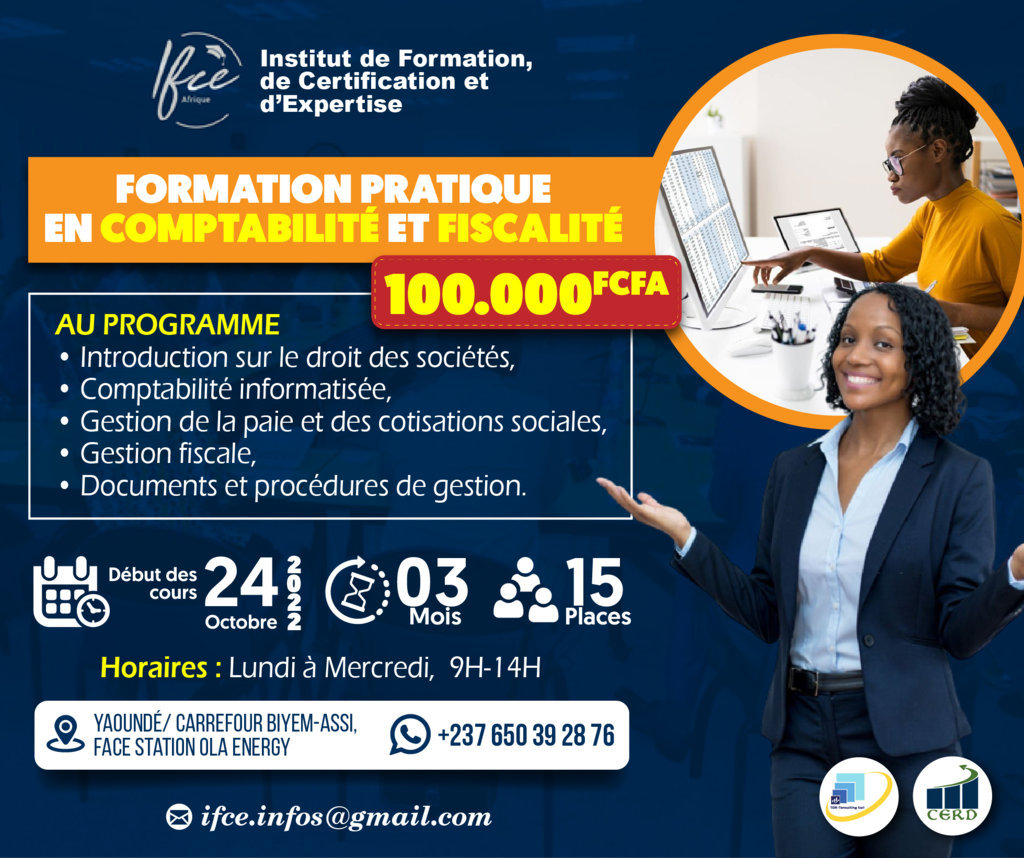 Ifce
Afrique
Institut de Formation,
de Certification et
d'Expertise
FORMATION PRATIQUE
EN COMPTABILITÉ ET FISCALITÉ
100.000FCFA
AU PROGRAMME
• Introduction sur le droit des sociétés,
• Comptabilité informatisée,
• Gestion de la paie et des cotisations sociales,
• Gestion fiscale,
• Documents et procédures de gestion.
Début des
cours
24
Octobre
2022
03
Mois
15
Places
Horaires : Lundi à Mercredi, 9H-14H
YAOUNDÉ/ CARREFOUR BIYEM-ASSI,
FACE STATION OLA ENERGY
+237 650 39 28 76
ifce.infos@gmail.com
CERD